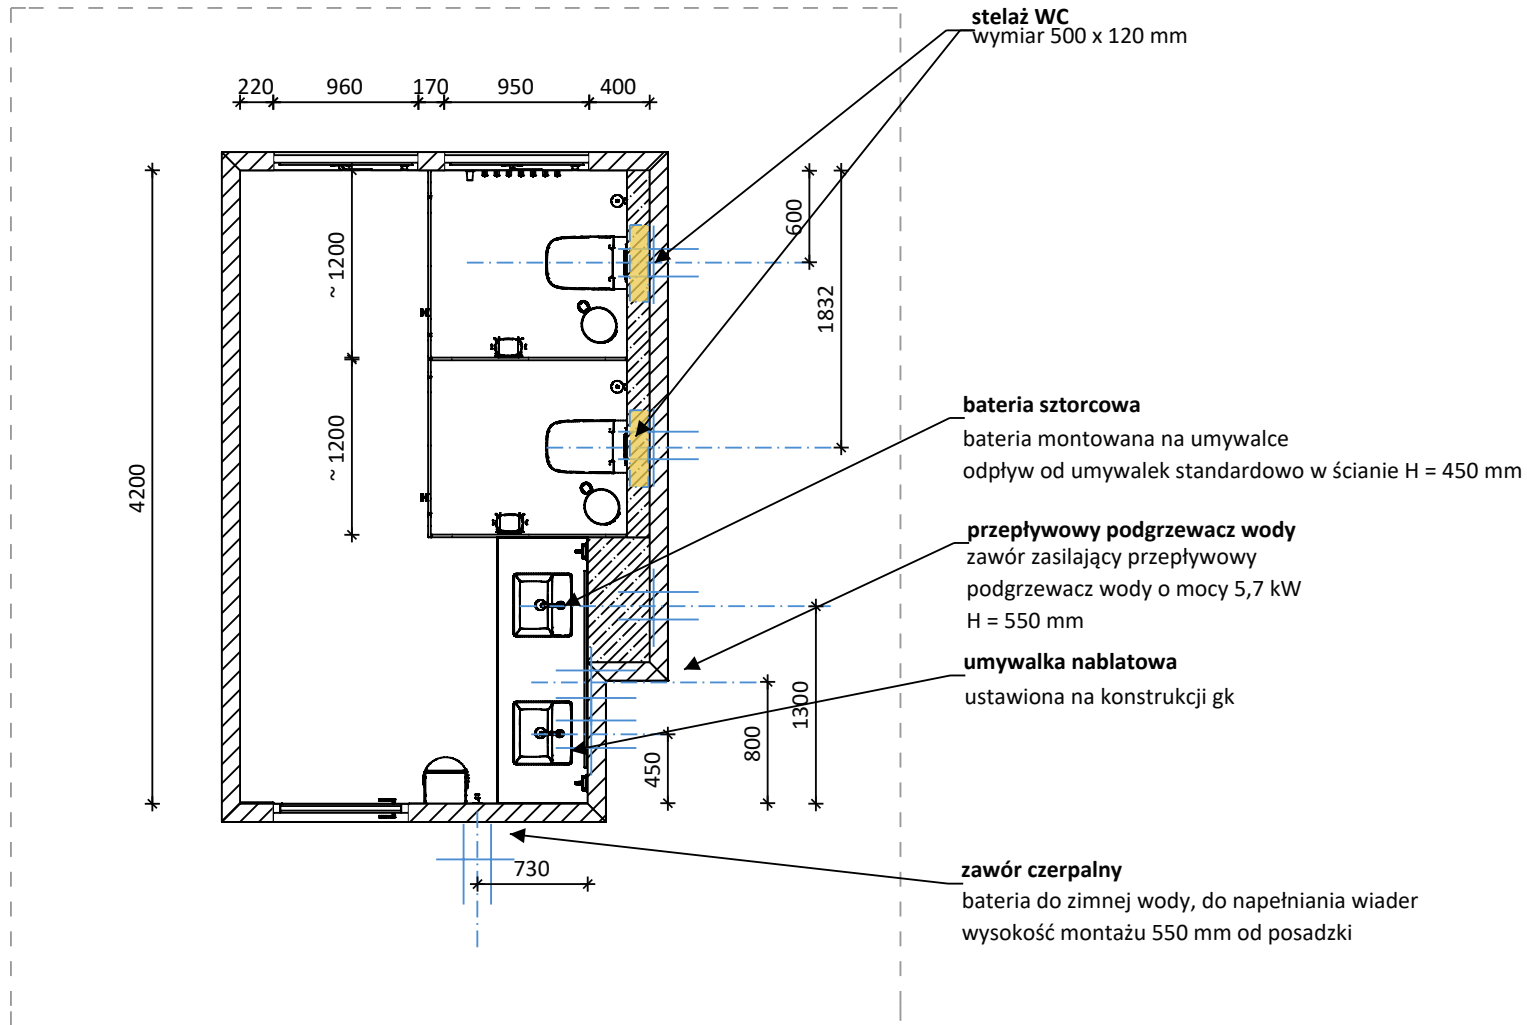 stelaż WC
wymiar 500 x 120 mm
220 960 170 950 400
600
~ 1200
1832
4200
~ 1200
bateria sztorcowa
bateria montowana na umywalce
odpływ od umywalek standardowo w ścianie H = 450 mm
przepływowy podgrzewacz wody
zawór zasilający przepływowy
podgrzewacz wody o mocy 5,7 kW
H = 550 mm
umywalka nablatowa
ustawiona na konstrukcji gk
1300
800
450
730
zawór czerpalny
bateria do zimnej wody, do napełniania wiader
wysokość montażu 550 mm od posadzki